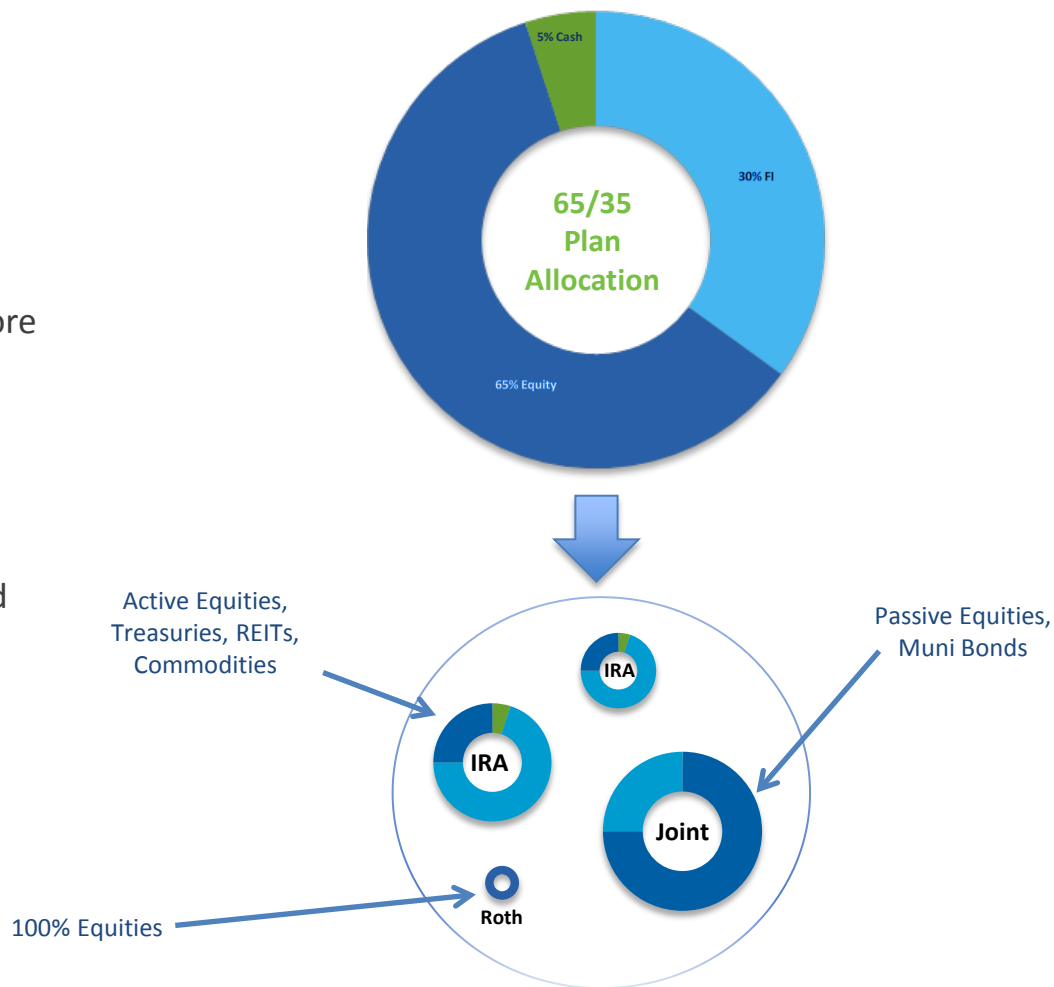 5% Cash
30% FI
65/35
Plan
Allocation
ore
65% Equity
d
Active Equities,
Treasuries, REITs,
Commodities
Passive Equities,
Muni Bonds
IRA
IRA
Joint
Roth
100% Equities